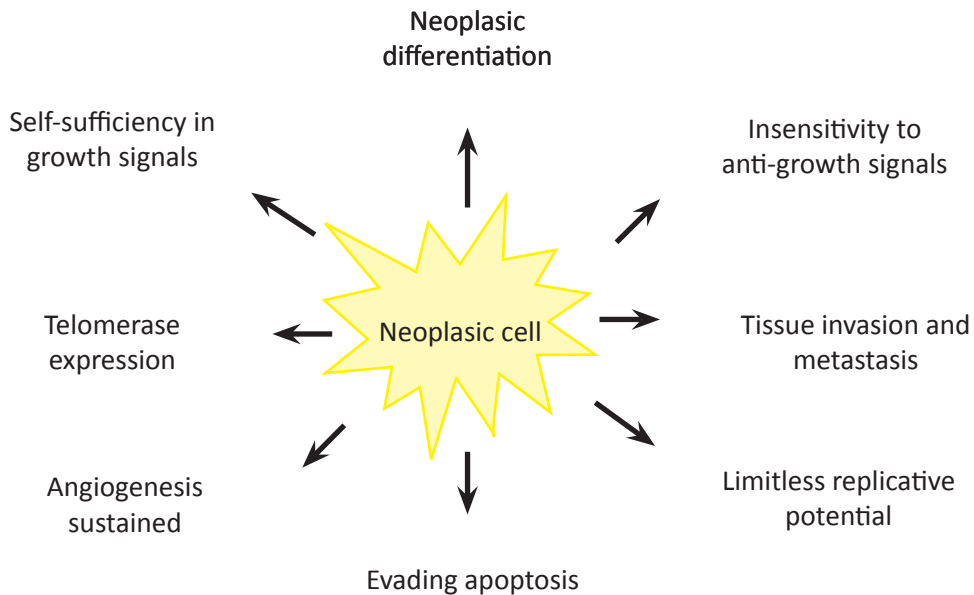 Neoplasic
differentiation
Self-sufficiency in
growth signals
Insensitivity to
anti-growth signals
Telomerase
expression
Neoplasic cell
Tissue invasion and
metastasis
Angiogenesis
sustained
Limitless replicative
potential
Evading apoptosis